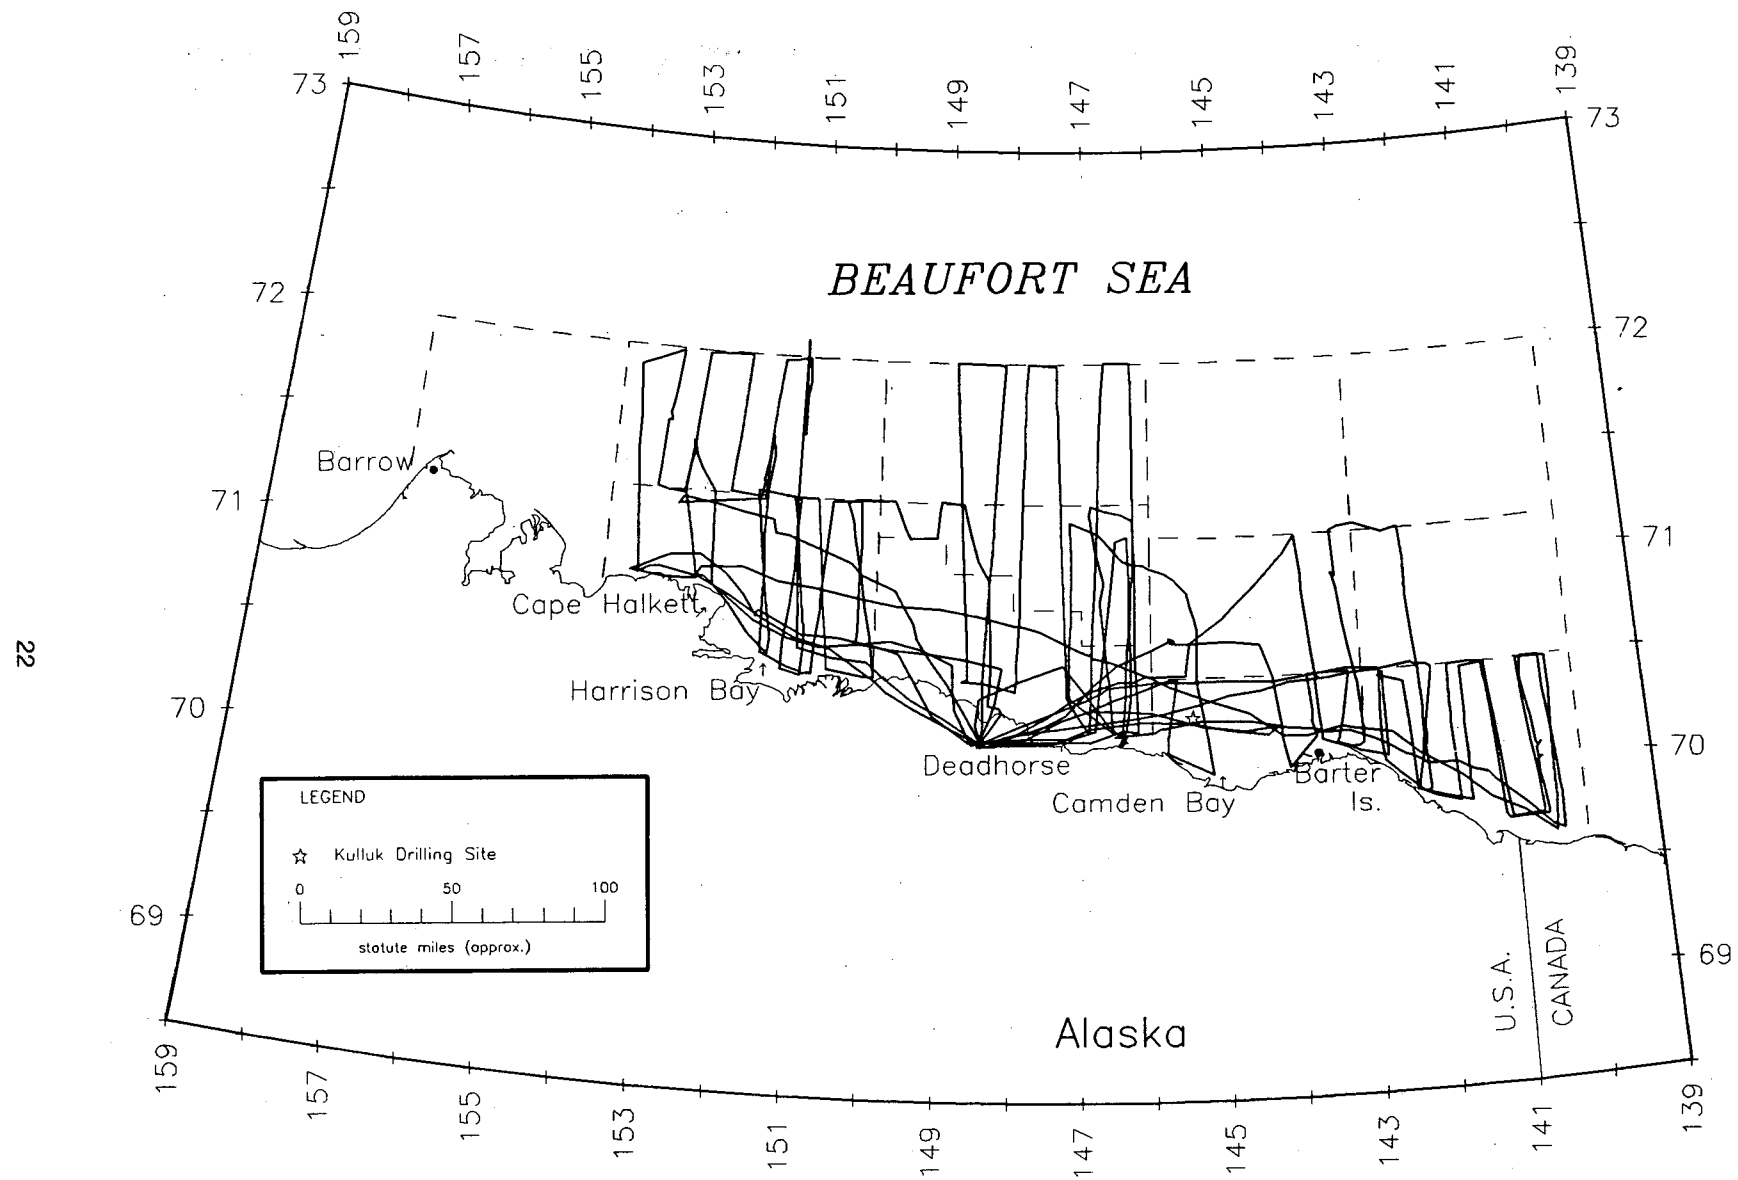 159
157
155
153
151
149
147
145
143
141
139
73
73
BEAUFORT SEA
72
72
Barrow
71
71
Cape Halkett
22
Harrison Bay
70
70
Deadhorse
Barter
Is.
Camden Bay
LEGEND
Kulluk Drilling Site
0 50 100
statute miles (approx.)
69
69
U.S.A.
CANADA
Alaska
159
157
155
153
151
149
147
145
143
141
139